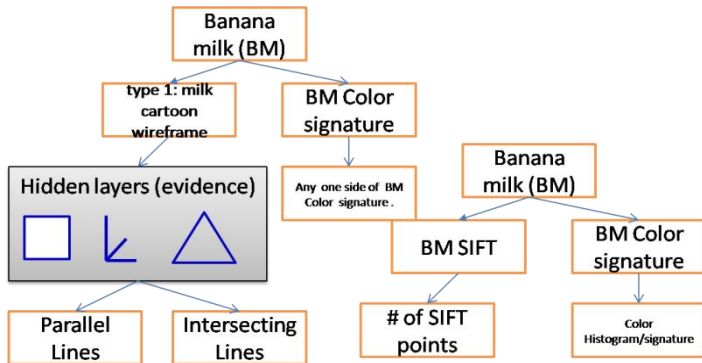 Banana
milk (BM)
type 1: milk
cartoon
wireframe
BM Color
signature
Hidden layers (evidence)
Any one side of BM
Color signature .
Parallel
Lines
Intersecting
Lines
Banana
milk (BM)
BM SIFT
BM Color
signature
# of SIFT
points
Color
Histogram/signature